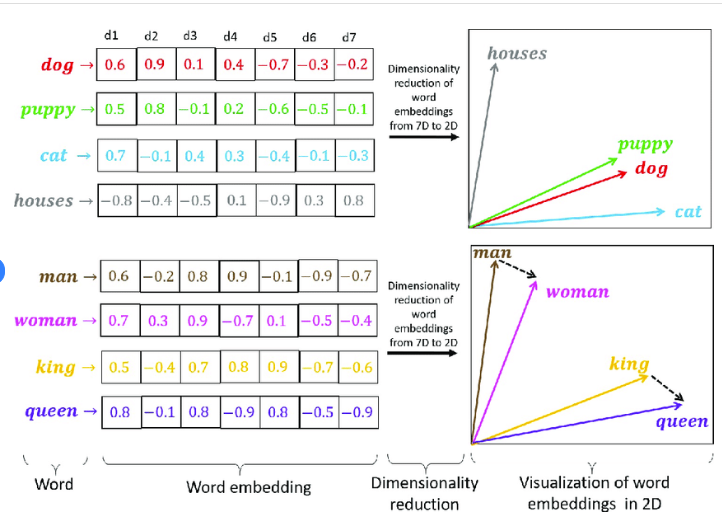 d1 d2 d3 d4 d5 d6 d7
dog → 0.6 0.9 0.1 0.4 −0.7 −0.3 −0.2
puppy → 0.5 0.8 −0.1 0.2 −0.6 −0.5 −0.1
cat → 0.7 −0.1 0.4 0.3 −0.4 −0.1 −0.3
houses → −0.8 −0.4 −0.5 0.1 −0.9 0.3 0.8
Dimensionality
reduction of
word
embeddings
from 7D to 2D
houses
puppy
dog
cat
man → 0.6 −0.2 0.8 0.9 −0.1 −0.9 −0.7
woman → 0.7 0.3 0.9 −0.7 0.1 −0.5 −0.4
king → 0.5 −0.4 0.7 0.8 0.9 −0.7 −0.6
queen → 0.8 −0.1 0.8 −0.9 0.8 −0.5 −0.9
Dimensionality
reduction of
word
embeddings
from 7D to 2D
man
woman
king
queen
Word
Word embedding
Dimensionality
reduction
Visualization of word
embeddings in 2D